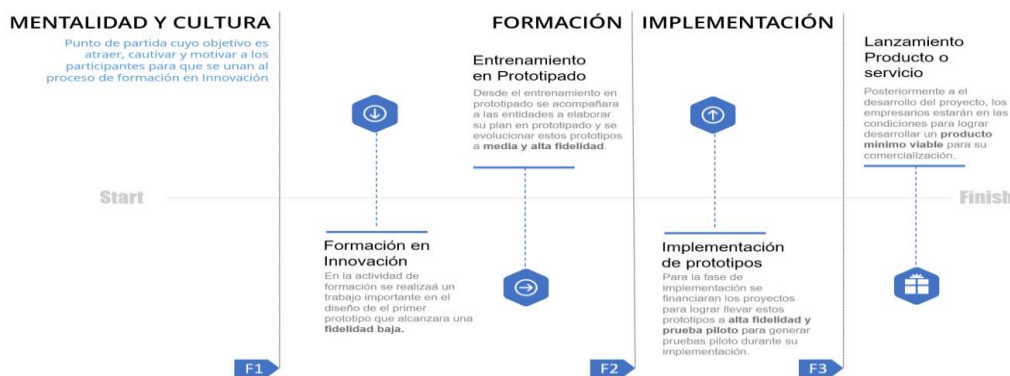 MENTALIDAD Y CULTURA
Punto de partida cuyo objetivo es
atraer, cautivar y motivar a los
participantes para que se unan al
proceso de formación en Innovación
FORMACIÓN
Entrenamiento
en Prototipado
Desde el entrenamiento en
prototipado se acompañara
a las entidades a elaborar
su plan en prototipado y se
evolucionar estos prototipos
a media y alta fidelidad.
IMPLEMENTACIÓN
Lanzamiento
Producto o
servicio
Posteriormente a el
desarrollo del proyecto, los
empresarios estarán en las
condiciones para lograr
desarrollar un producto
mínimo viable para su
comercialización.
Start
Finish
Formación en
Innovación
En la actividad de
formación se realizaá un
trabajo importante en el
diseño de el primer
prototipo que alcanzara una
fidelidad baja.
Implementación
de prototipos
Para la fase de
implementación se
financiaran los proyectos
para lograr llevar estos
prototipos a alta fidelidad y
prueba piloto para generar
pruebas piloto durante su
implementación.
F1
F2
F3